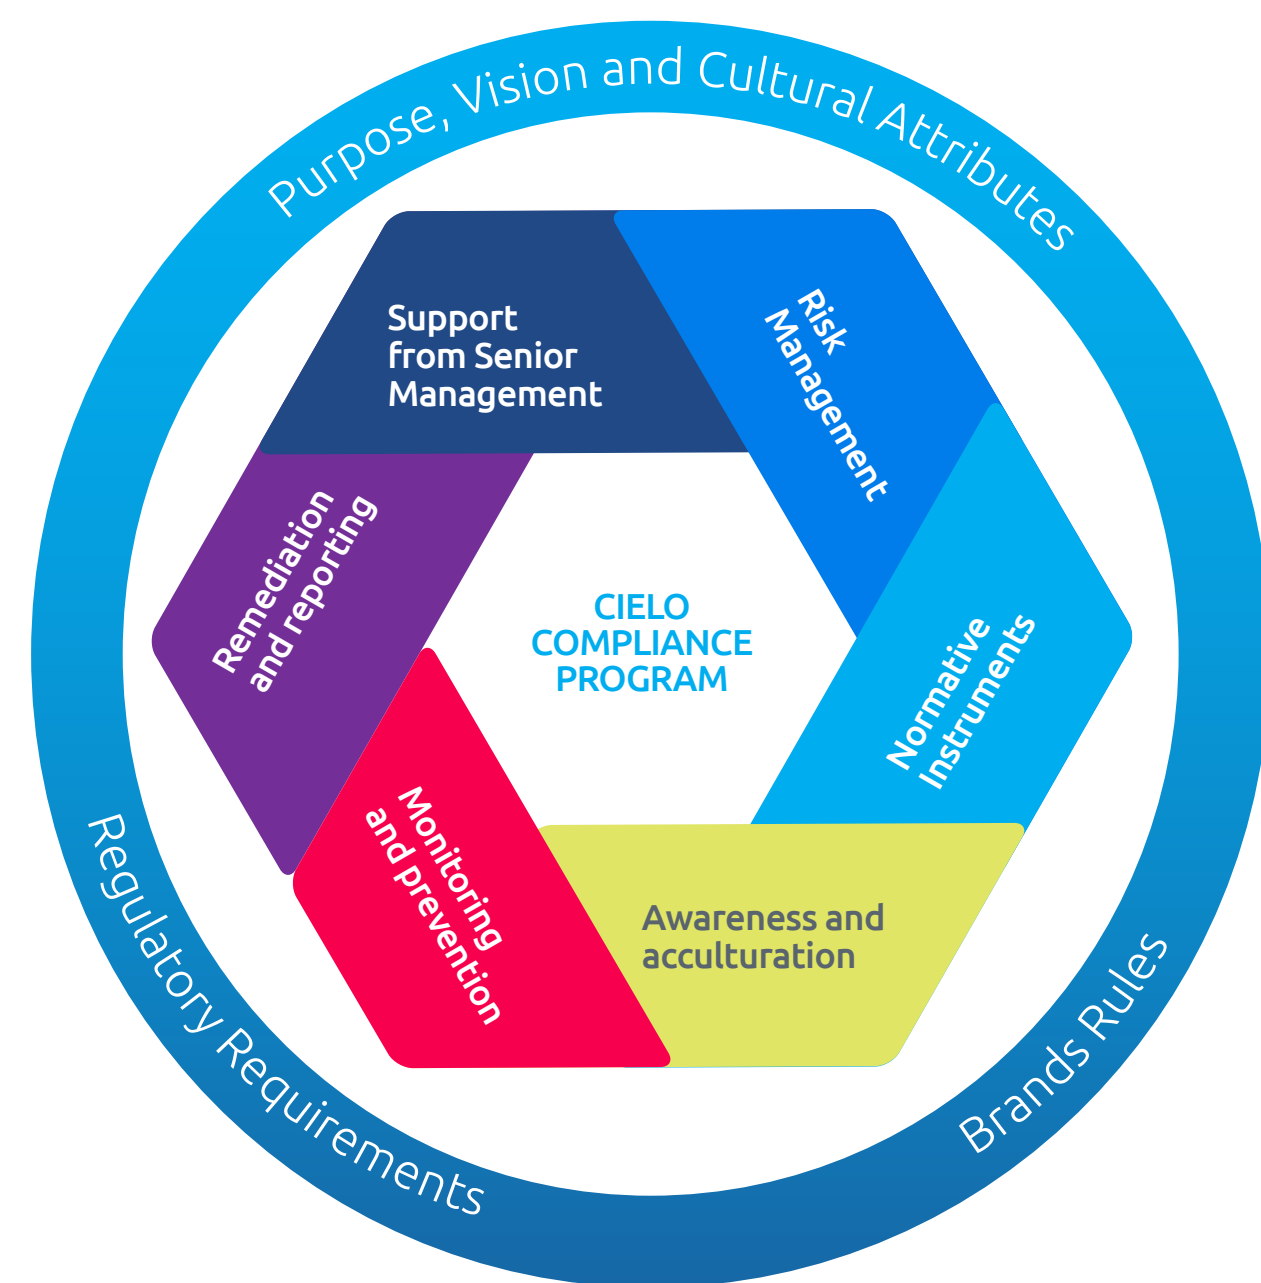 Purpose, Vision and Cultural Attributes
Support
from Senior
Management
Risk
Management
Remediation
and reporting
CIELO
COMPLIANCE
PROGRAM
Normative
Instruments
Monitoring
and prevention
Awareness and
acculturation
Regulatory Requirements
Brands Rules